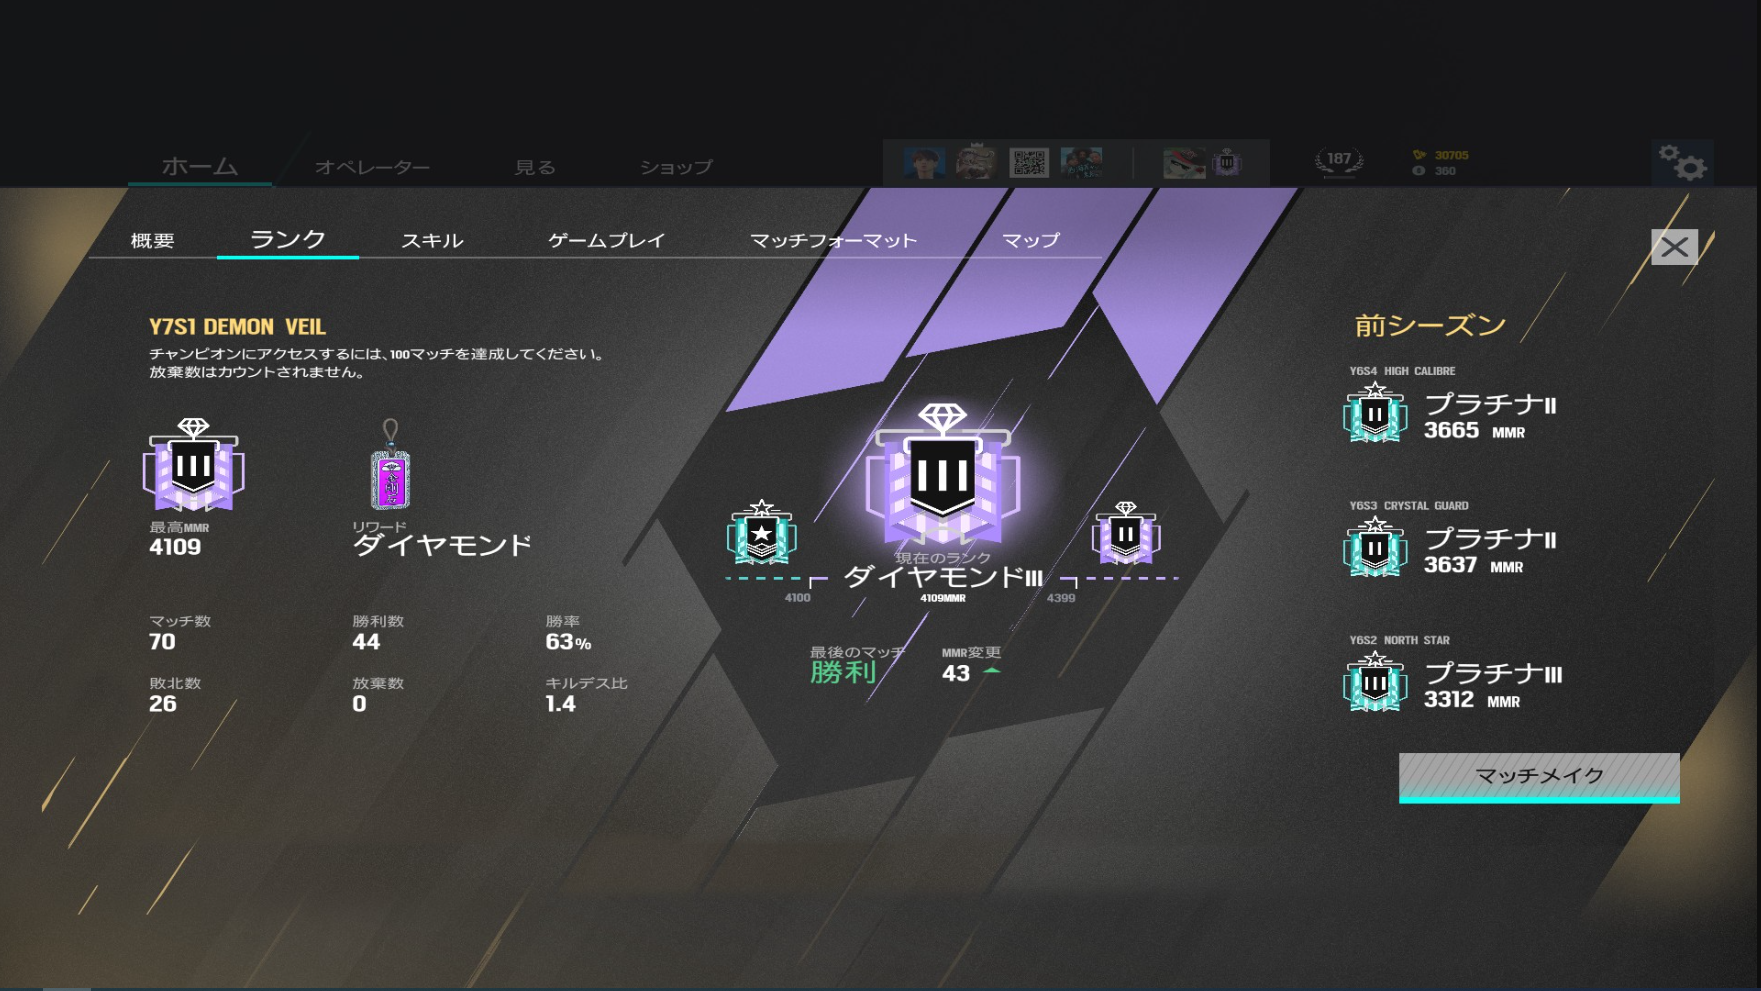 ホーム オペレーター 見る ショップ 187 30705
360
概要 ランク スキル ゲームプレイ マッチフォーマット マップ
Y7S1 DEMON VEIL
チャンピオンにアクセスするには、100マッチを達成してください。
放棄数はカウントされません。
最高MMR
4109
リワード
ダイヤモンド
マッチ数
70
勝利数
44
勝率
63%
敗北数
26
放棄数
0
キルデス比
1.4
現在のランク
ダイヤモンドIII
4100 4109MMR 4399
最後のマッチ
勝利
MMR変更
43
前シーズン
Y6S4 HIGH CALIBRE
プラチナII
3665 MMR
Y6S3 CRYSTAL GUARD
プラチナII
3637 MMR
Y6S2 NORTH STAR
プラチナIII
3312 MMR
マッチメイク